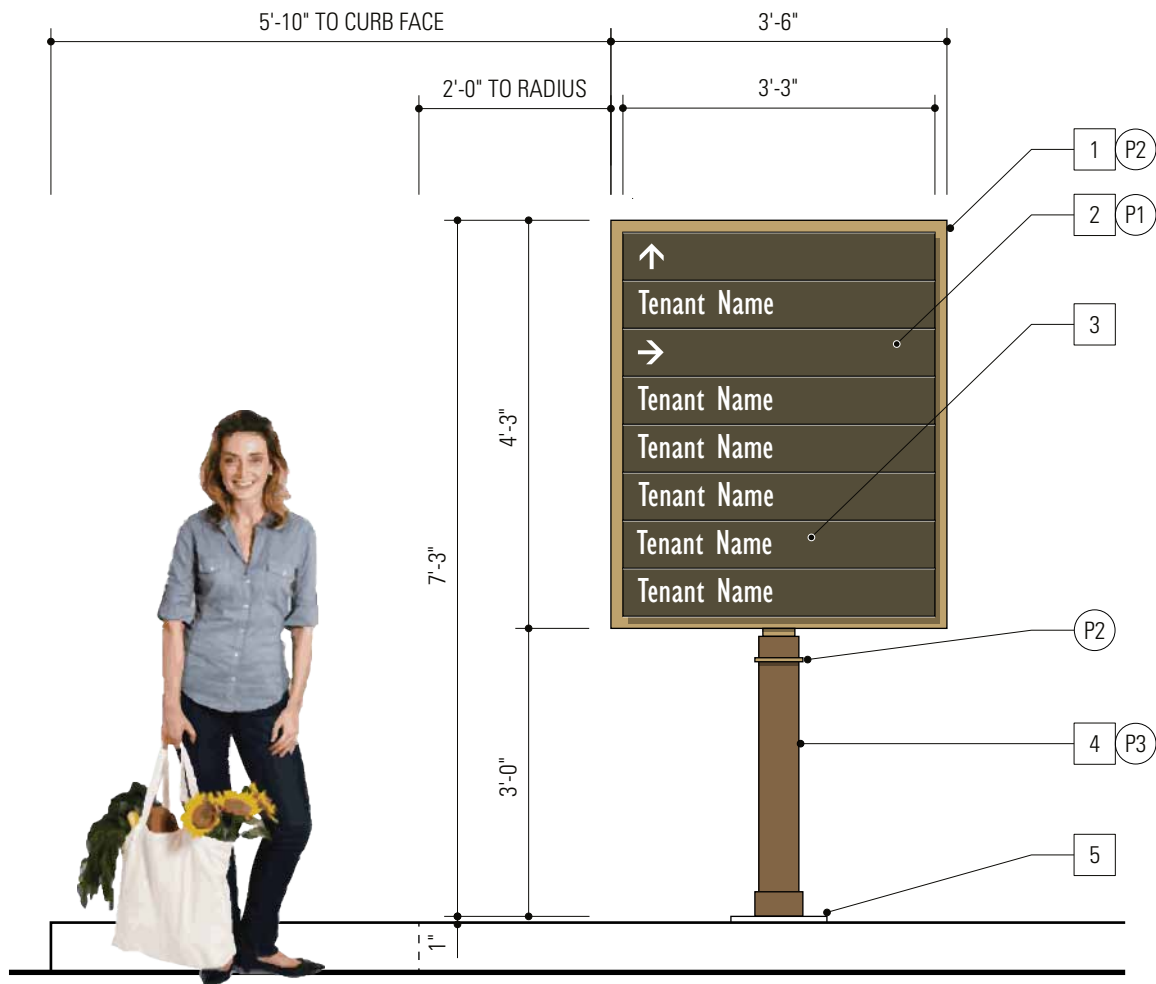 5'-10" TO CURB FACE
3'-6"
2'-0" TO RADIUS
3'-3"
1 P2
2 P1
3
↑
Tenant Name
→
Tenant Name
Tenant Name
Tenant Name
Tenant Name
Tenant Name
4'-3"
7'-3"
3'-0"
1"
P2
4 P3
5